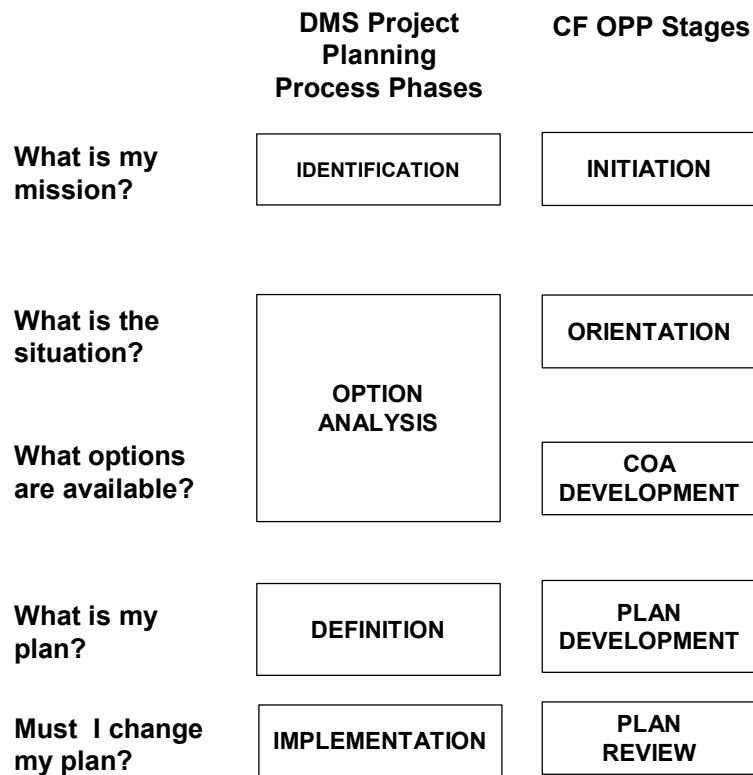 DMS Project
Planning
Process Phases
CF OPP Stages
What is my
mission?
IDENTIFICATION
INITIATION
What is the
situation?
ORIENTATION
OPTION
ANALYSIS
What options
are available?
COA
DEVELOPMENT
What is my
plan?
DEFINITION
PLAN
DEVELOPMENT
Must I change
my plan?
IMPLEMENTATION
PLAN
REVIEW